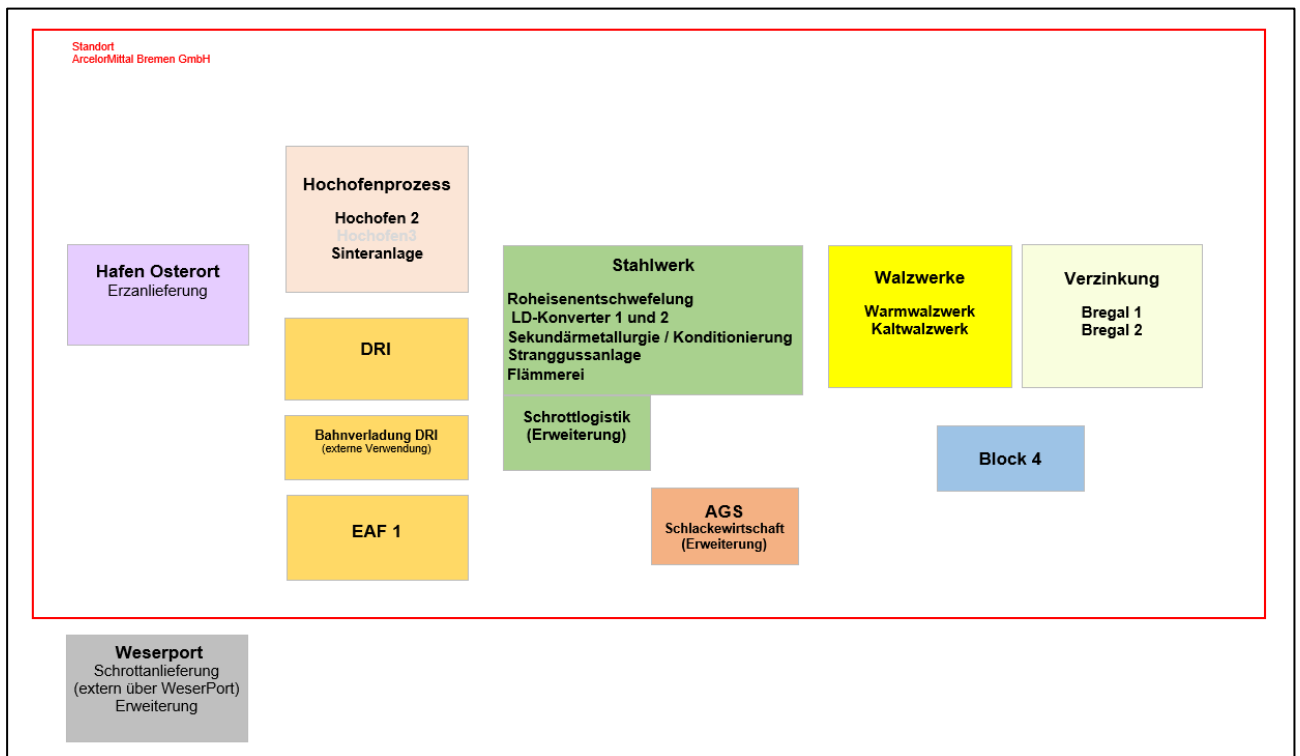 Standort
ArcelorMittal Bremen GmbH
Hochofenprozess
Hochofen 2
Hochofen3
Sinteranlage
Hafen Osterort
Erzanlieferung
DRI
Bahnverladung DRI
(externe Verwendung)
EAF 1
Stahlwerk
Roheisenentschwefelung
LD-Konverter 1 und 2
Sekundärmetallurgie / Konditionierung
Stranggussanlage
Flämmerei
Schrottlogistik
(Erweiterung)
AGS
Schlackewirtschaft
(Erweiterung)
Walzwerke
Warmwalzwerk
Kaltwalzwerk
Verzinkung
Bregal 1
Bregal 2
Block 4
Weserport
Schrottanlieferung
(extern über WeserPort)
Erweiterung